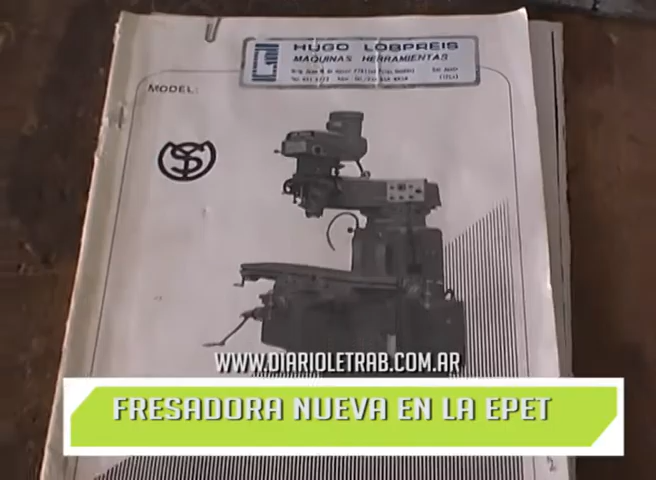 HUGO LOBPREIS
MAQUINAS HERRAMIENTAS
MODEL:
WWW.DIARIOLETRAB.COM.AR
FRESADORA NUEVA EN LA EPET